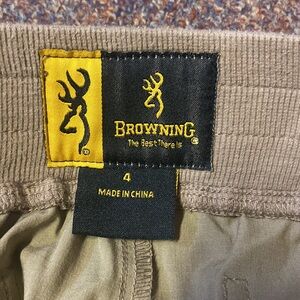 BROWNING
The Best There Is
®
®
4
MADE IN CHINA